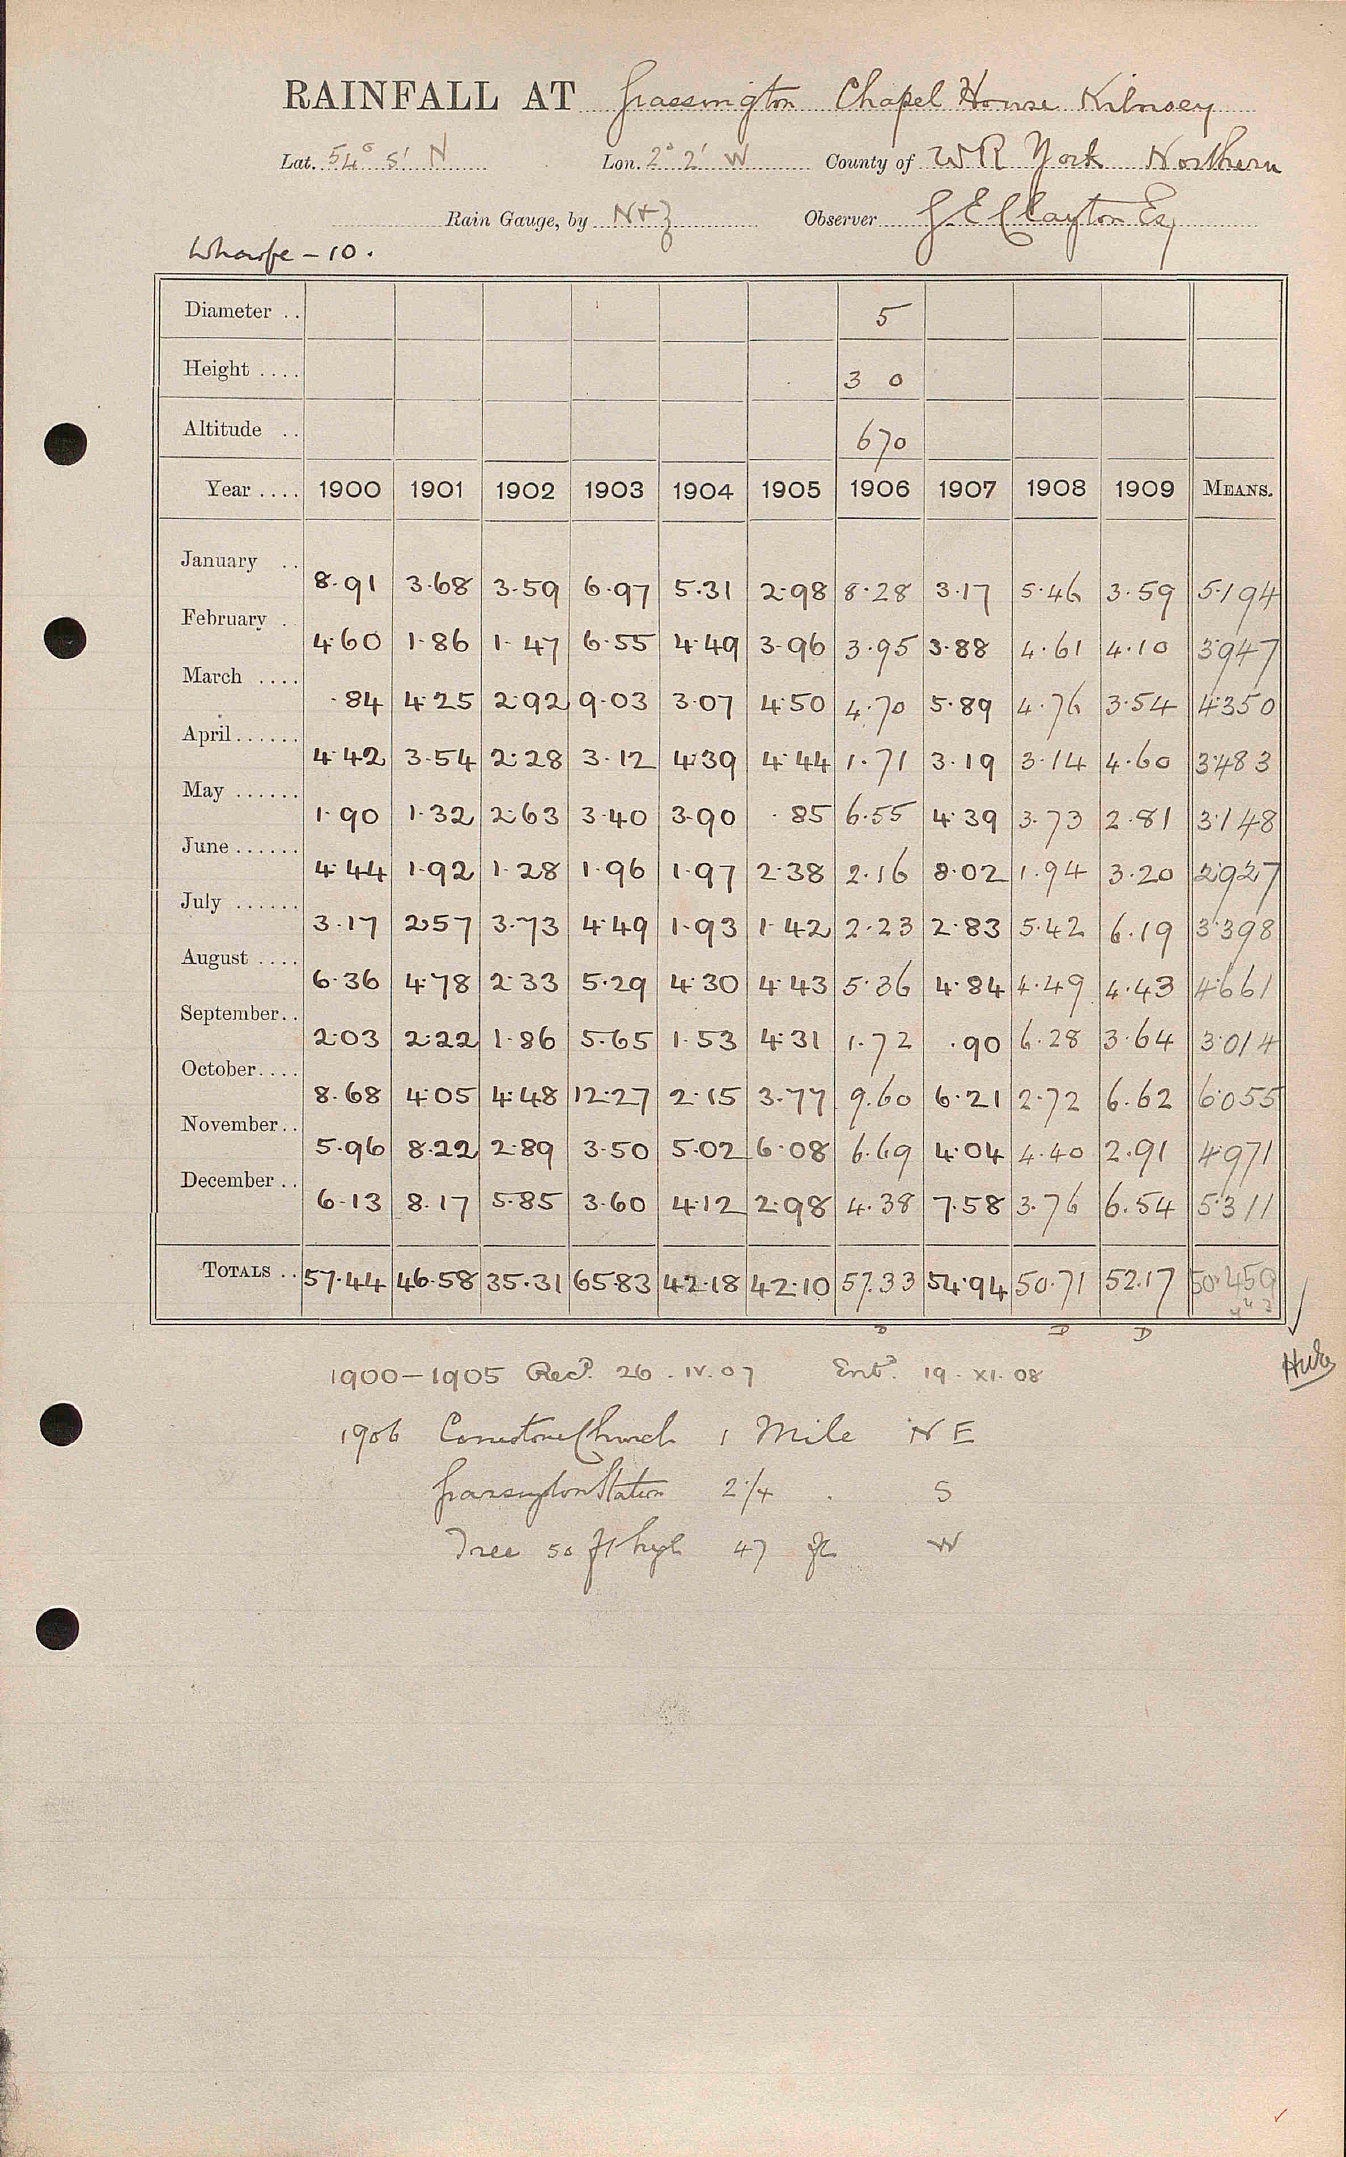 RAINFALL AT Grassington Chapel House Kilnsey
Lat. 54° 5' N Lon. 2° 2' W County of W R York Northern
Rain Gauge, by N+Z Observer G. E Clayton Esq
Wharfe - 10.
Diameter .. 5
Height .... 3 0
Altitude .. 670
Year .... 1900 1901 1902 1903 1904 1905 1906 1907 1908 1909 MEANS.
January .. 8.91 3.68 3.59 6.97 5.31 2.98 8.28 3.17 5.46 3.59 5.194
February . 4.60 1.86 1.47 6.55 4.49 3.96 3.95 3.88 4.61 4.10 3.947
March .... .84 4.25 2.92 9.03 3.07 4.50 4.70 5.89 4.76 3.54 4.350
April...... 4.42 3.54 2.28 3.12 4.39 4.44 1.71 3.19 3.14 4.60 3.483
May ...... 1.90 1.32 2.63 3.40 3.90 .85 6.55 4.39 3.73 2.81 3.148
June ...... 4.44 1.92 1.28 1.96 1.97 2.38 2.16 8.02 1.94 3.20 2.927
July ...... 3.17 2.57 3.73 4.49 1.93 1.42 2.23 2.83 5.42 6.19 3.398
August .... 6.36 4.78 2.33 5.29 4.30 4.43 5.36 4.84 4.49 4.43 4.661
September.. 2.03 2.22 1.86 5.65 1.53 4.31 1.72 .90 6.28 3.64 3.014
October.... 8.68 4.05 4.48 12.27 2.15 3.77 9.60 6.21 2.72 6.62 6.055
November.. 5.96 8.22 2.89 3.50 5.02 6.08 6.69 4.04 4.40 2.91 4.971
December .. 6.13 8.17 5.85 3.60 4.12 2.98 4.38 7.58 3.76 6.54 5.311
TOTALS .. 57.44 46.58 35.31 65.83 42.18 42.10 57.33 54.94 50.71 52.17 50.459
D D D
1900-1905 Recd. 26.IV.07 Entd. 19.XI.08
1906 Conistone Church 1 Mile N E
Grassington Station 2 1/4 . S
Tree 50 ft high 47 ft W